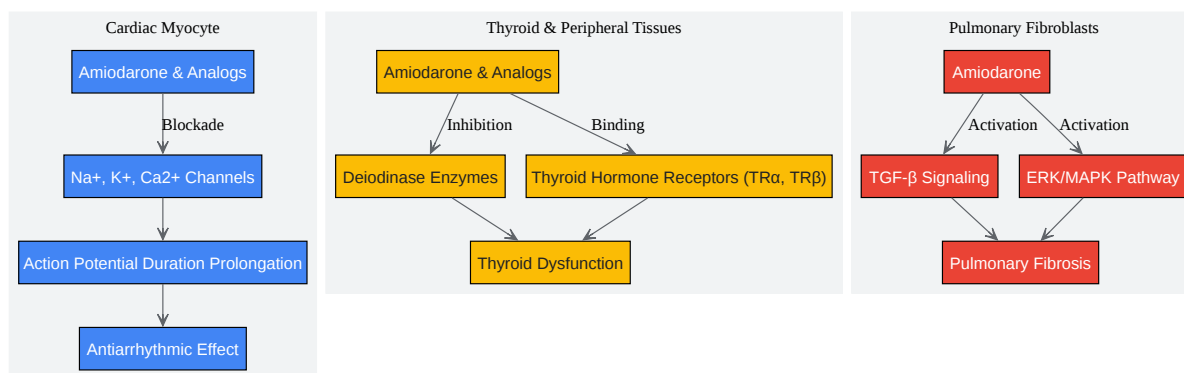 Cardiac Myocyte
Amiodarone & Analogs
Blockade
Na+, K+, Ca2+ Channels
Action Potential Duration Prolongation
Antiarrhythmic Effect
Thyroid & Peripheral Tissues
Amiodarone & Analogs
Inhibition
Binding
Deiodinase Enzymes
Thyroid Hormone Receptors (TRα, TRβ)
Thyroid Dysfunction
Pulmonary Fibroblasts
Amiodarone
Activation
Activation
TGF-β Signaling
ERK/MAPK Pathway
Pulmonary Fibrosis